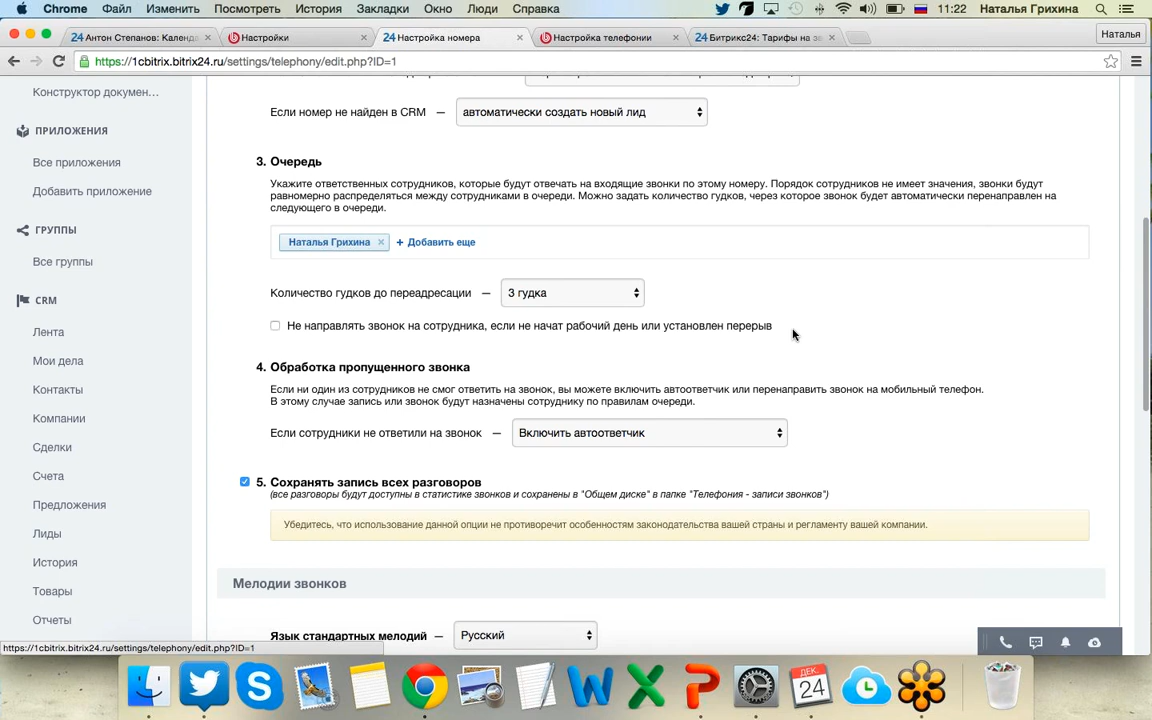 Chrome Файл Изменить Посмотреть История Закладки Окно Люди Справка 11:22 Наталья Грихина
24 Антон Степанов: Календа Настройки 24 Настройка номера Настройка телефонии 24 Битрикс24: Тарифы на Наталья
https://1cbitrix.bitrix24.ru/settings/telephony/edit.php?ID=1
Конструктор докумен...
Если номер не найден в CRM — автоматически создать новый лид
ПРИЛОЖЕНИЯ
Все приложения
Добавить приложение
3. Очередь
Укажите ответственных сотрудников, которые будут отвечать на входящие звонки по этому номеру. Порядок сотрудников не имеет значения, звонки будут
равномерно распределяться между сотрудниками в очереди. Можно задать количество гудков, через которое звонок будет автоматически перенаправлен на
следующего в очереди.
ГРУППЫ
Все группы
Наталья Грихина × + Добавить еще
Количество гудков до переадресации — 3 гудка
Не направлять звонок на сотрудника, если не начат рабочий день или установлен перерыв
CRM
Лента
Мои дела
Контакты
Компании
Сделки
Счета
Предложения
Лиды
История
Товары
Отчеты
4. Обработка пропущенного звонка
Если ни один из сотрудников не смог ответить на звонок, вы можете включить автоответчик или перенаправить звонок на мобильный телефон.
В этому случае запись или звонок будут назначены сотруднику по правилам очереди.
Если сотрудники не ответили на звонок — Включить автоответчик
5. Сохранять запись всех разговоров
(все разговоры будут доступны в статистике звонков и сохранены в "Общем диске" в папке "Телефония - записи звонков")
Убедитесь, что использование данной опции не противоречит особенностям законодательства вашей страны и регламенту вашей компании.
Мелодии звонков
Язык стандартных мелодий — Русский
https://1cbitrix.bitrix24.ru/settings/telephony/edit.php?ID=1
ДЕК
24